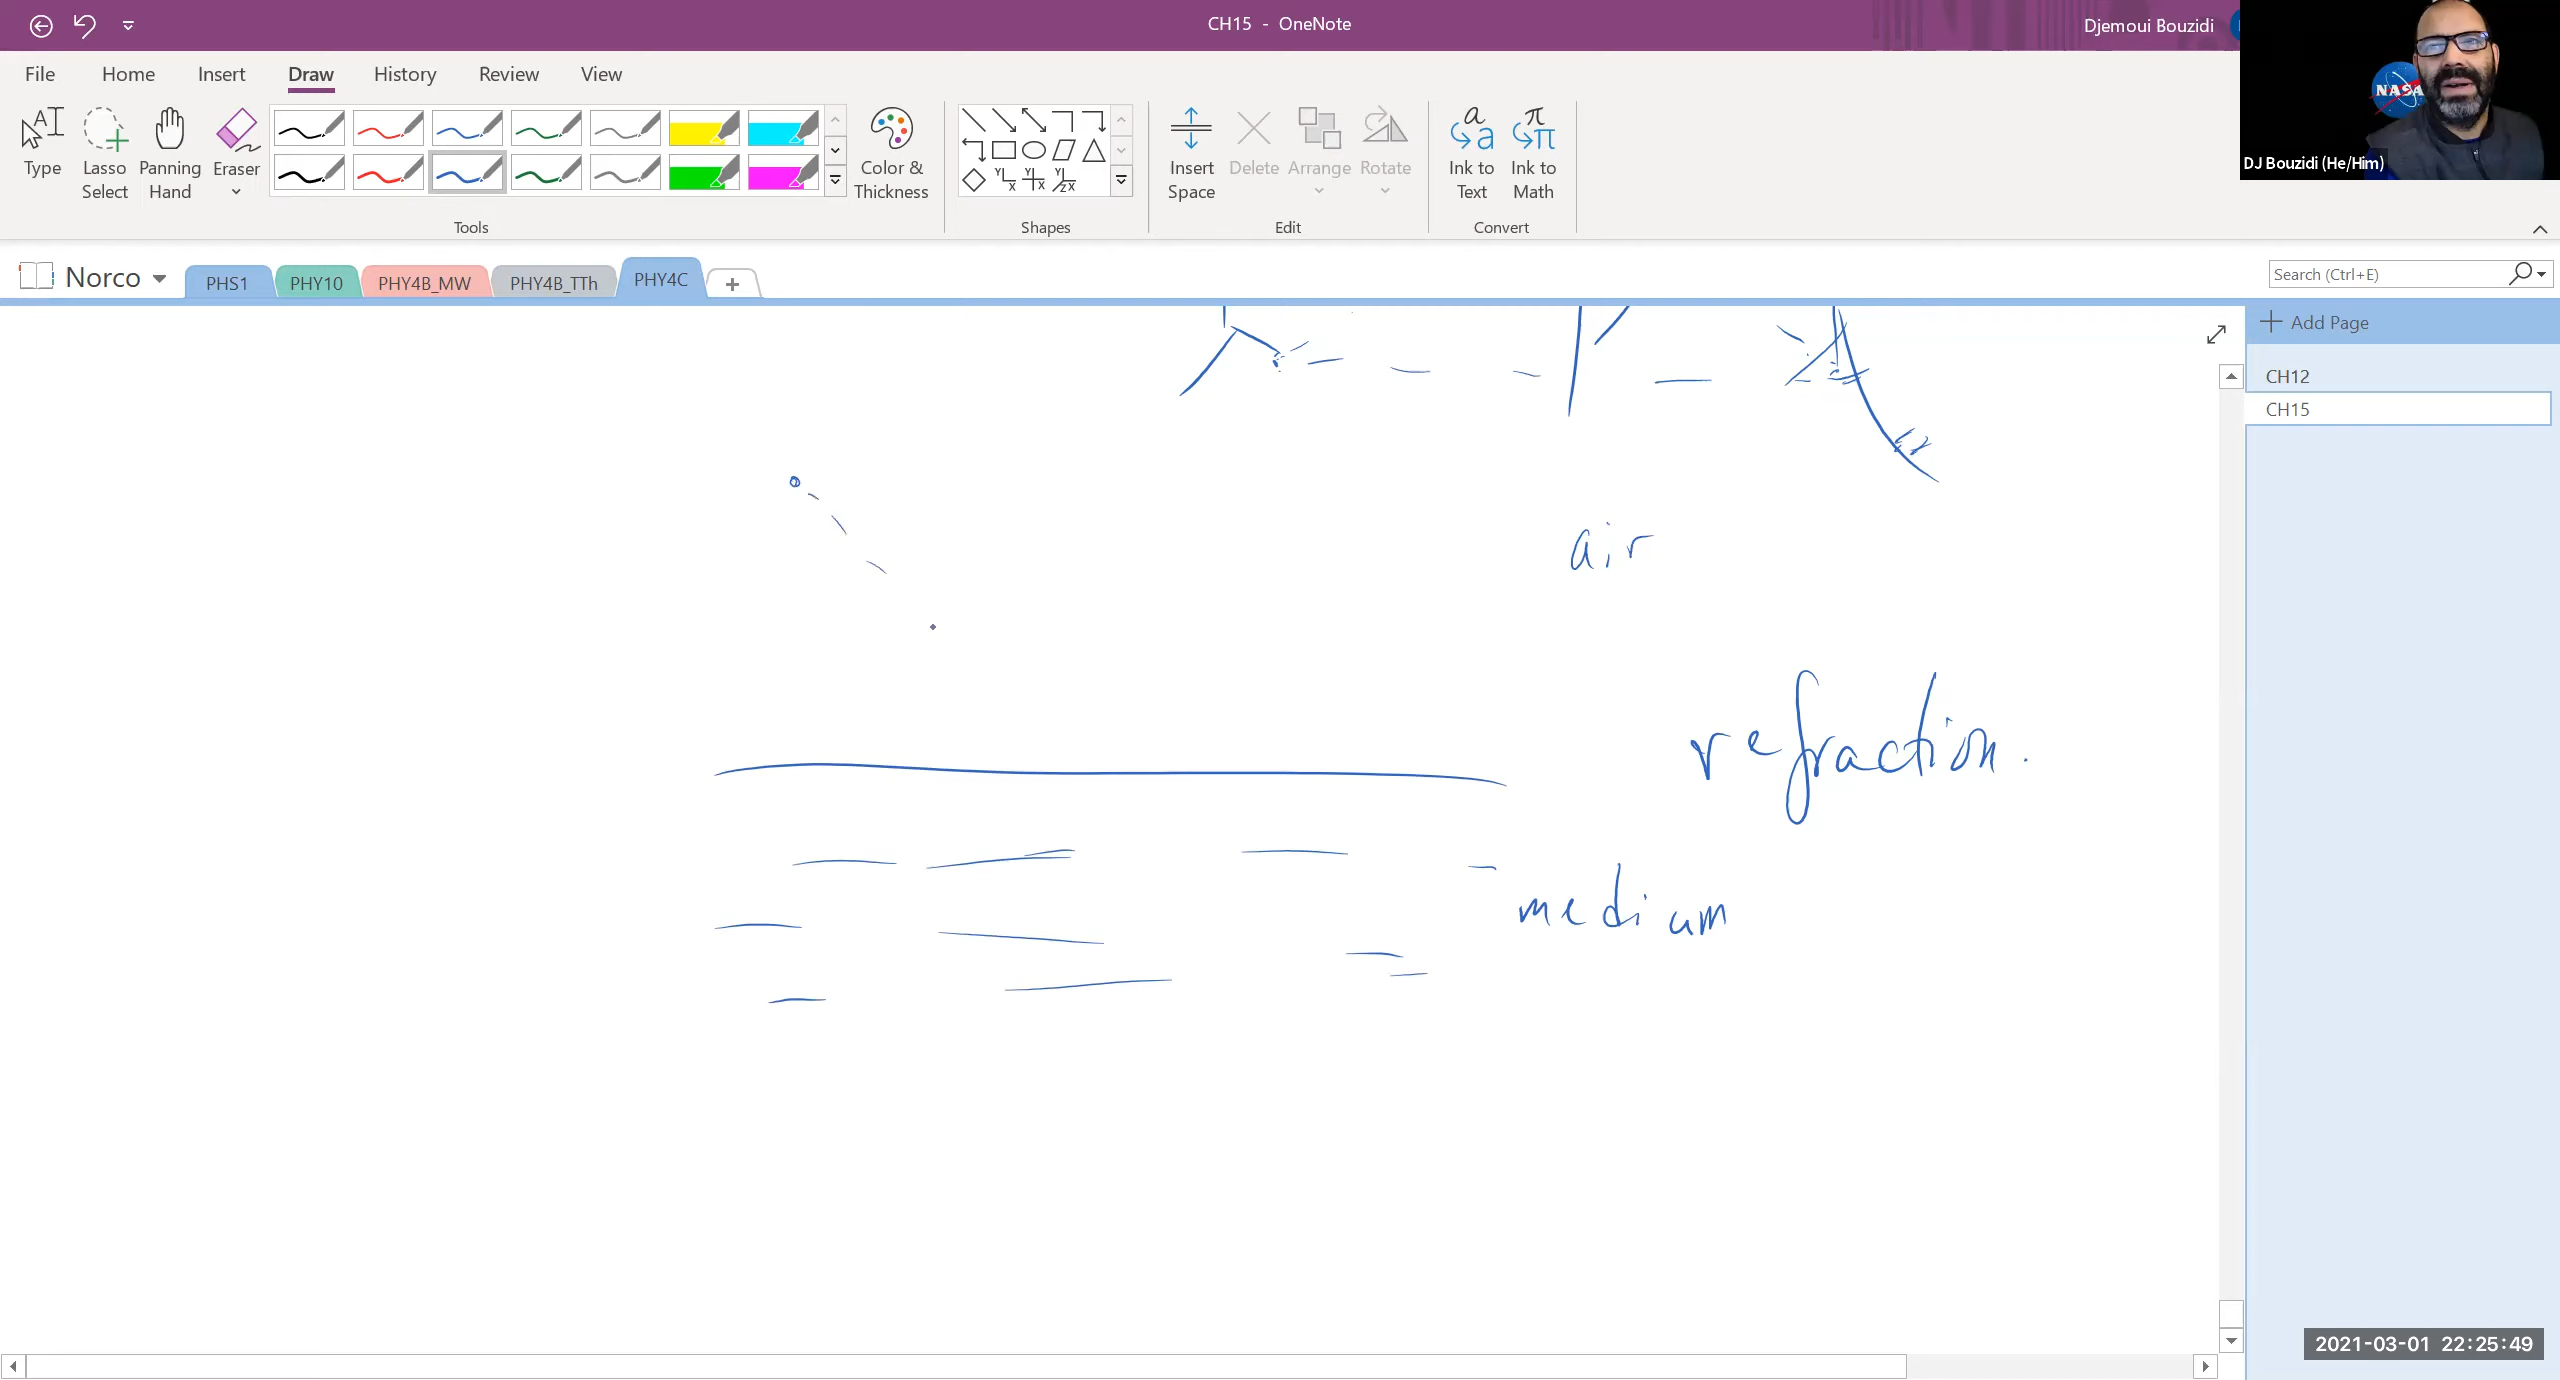 CH15 - OneNote
Djemoui Bouzidi
File Home Insert Draw History Review View
Type
Lasso Select
Panning Hand
Eraser
Color & Thickness
Insert Space
Delete
Arrange
Rotate
Ink to Text
Ink to Math
Tools
Shapes
Edit
Convert
NASA
DJ Bouzidi (He/Him)
Norco
PHS1
PHY10
PHY4B_MW
PHY4B_TTh
PHY4C
Search (Ctrl+E)
Add Page
CH12
CH15
air
refraction.
medium
2021-03-01 22:25:49